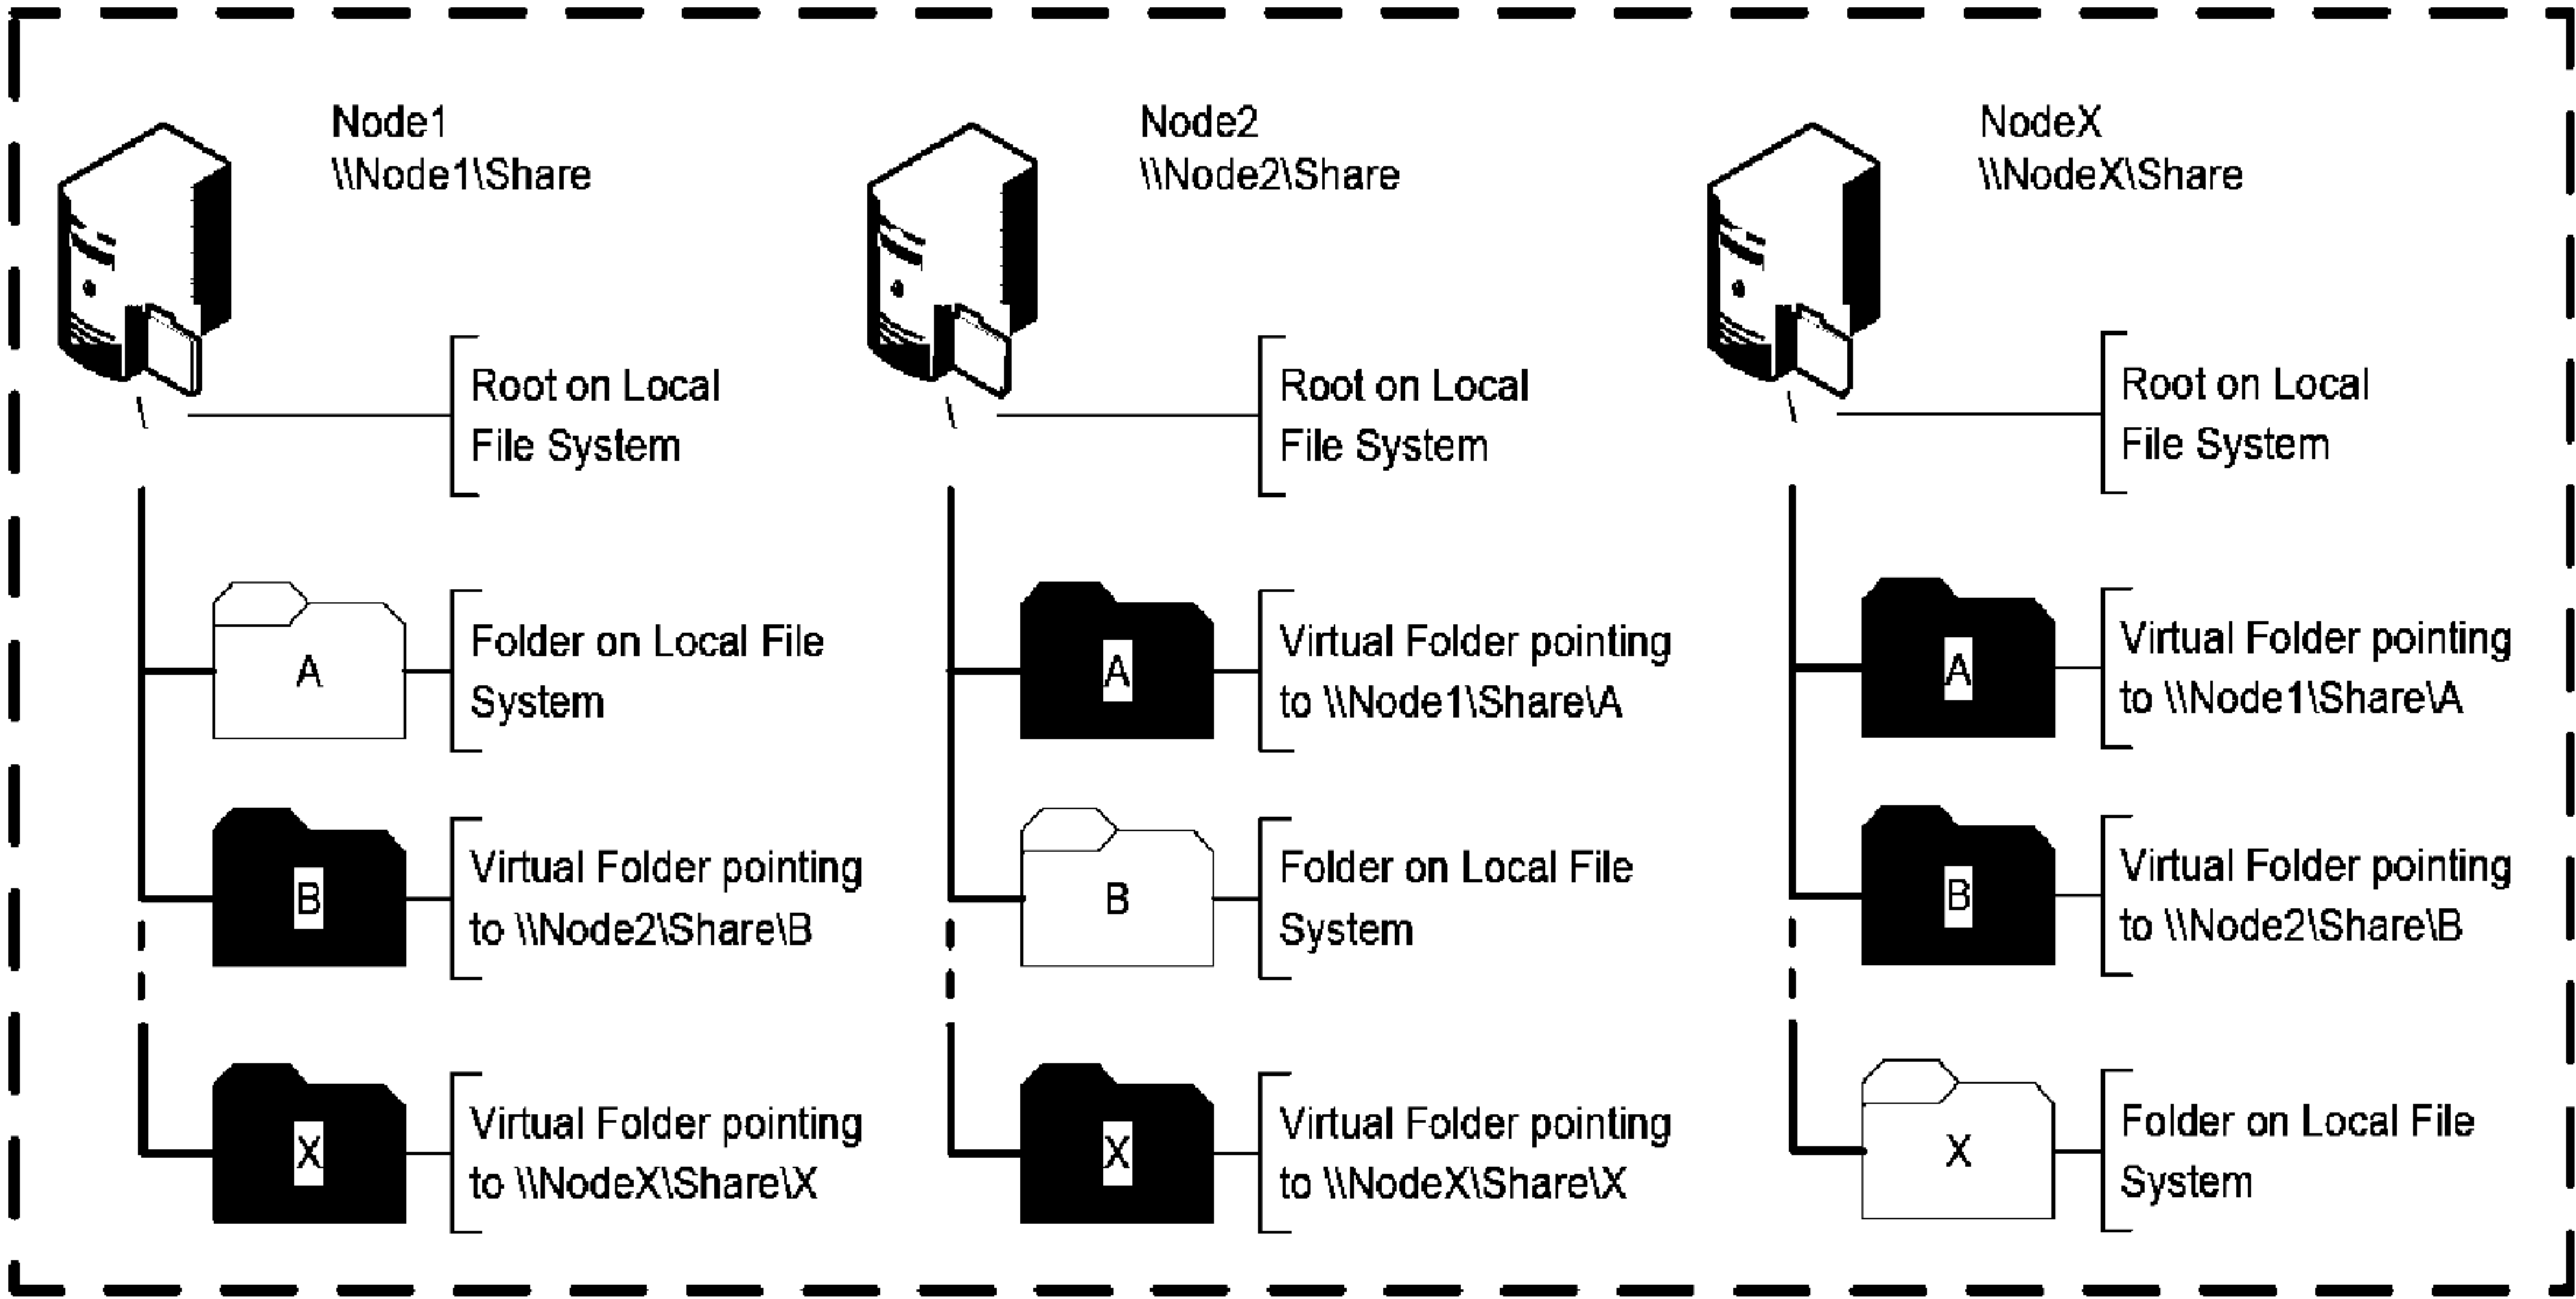 Node1
\\Node1\Share
\
Root on Local
File System
A
Folder on Local File
System
B
Virtual Folder pointing
to \\Node2\Share\B
X
Virtual Folder pointing
to \\NodeX\Share\X
Node2
\\Node2\Share
\
Root on Local
File System
A
Virtual Folder pointing
to \\Node1\Share\A
B
Folder on Local File
System
X
Virtual Folder pointing
to \\NodeX\Share\X
NodeX
\\NodeX\Share
\
Root on Local
File System
A
Virtual Folder pointing
to \\Node1\Share\A
B
Virtual Folder pointing
to \\Node2\Share\B
X
Folder on Local File
System